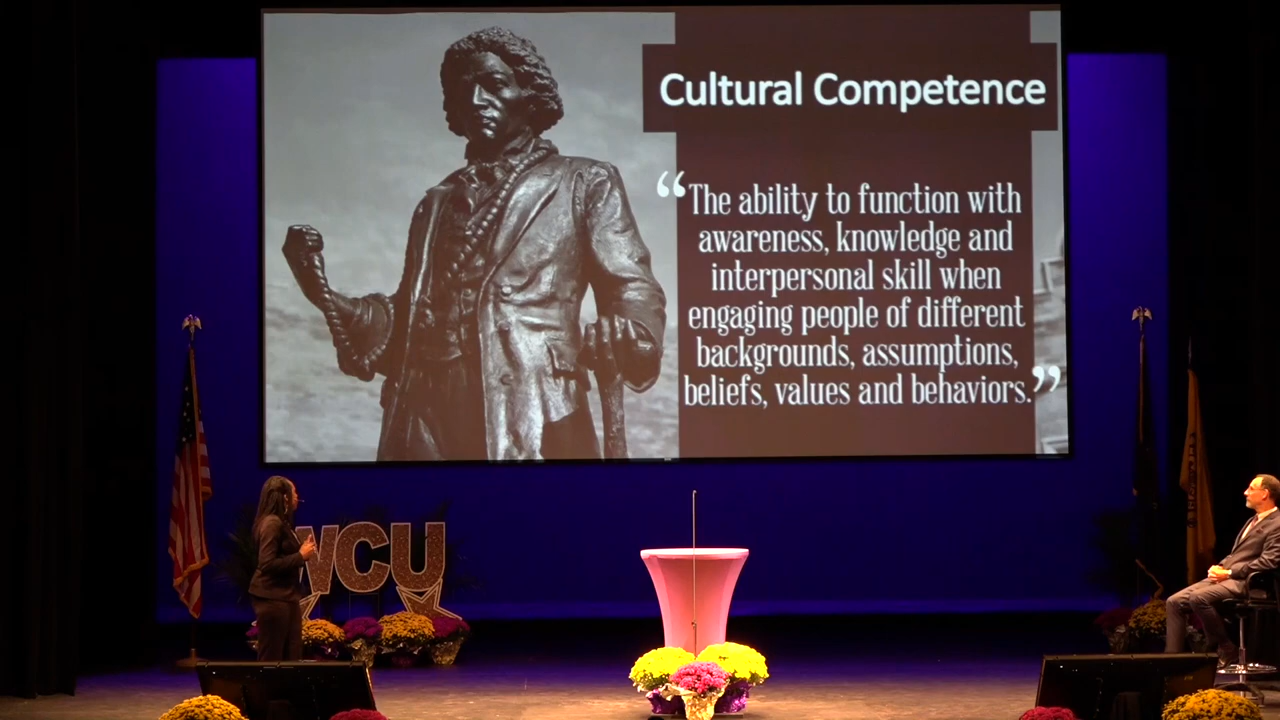 Cultural Competence
“The ability to function with
awareness, knowledge and
interpersonal skill when
engaging people of different
backgrounds, assumptions,
beliefs, values and behaviors.”
WCU